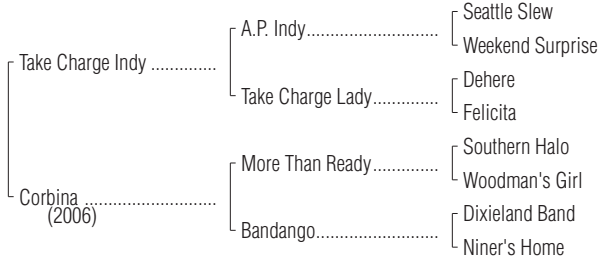 Seattle Slew
A.P. Indy..............................
Weekend Surprise
Take Charge Indy ..............
Dehere
Take Charge Lady...............
Felicita
Southern Halo
More Than Ready...............
Woodman's Girl
Corbina .............................
(2006)
Dixieland Band
Bandango............................
Niner's Home